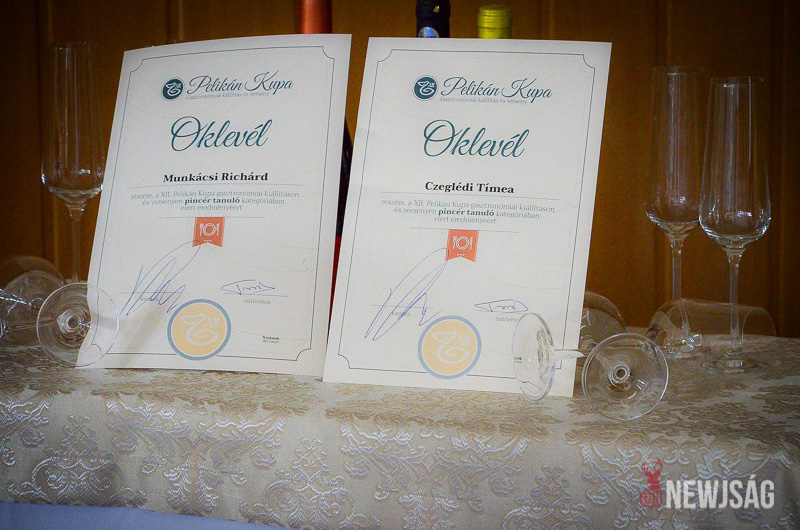 Pelikán Kupa
Gasztronómiai kiállítás és verseny
Oklevél
Munkácsi Richárd
részére, a XII. Pelikán Kupa gasztronómiai kiállításon
és versenyen pincér tanuló kategóriában
elért eredményéért
Pelikán Kupa
Gasztronómiai kiállítás és verseny
Oklevél
Czeglédi Tímea
részére, a XII. Pelikán Kupa gasztronómiai kiállításon
és versenyen pincér tanuló kategóriában
elért eredményéért
NEWJSÁG